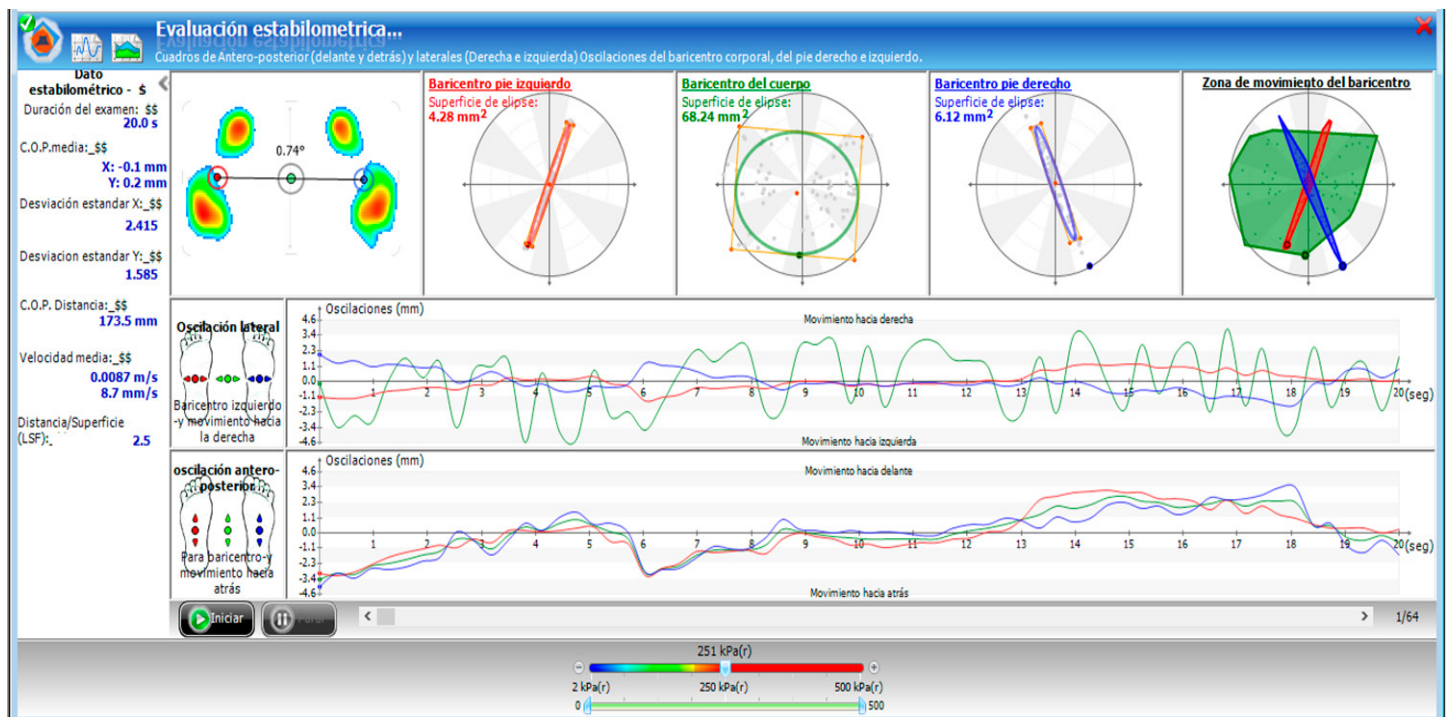 Evaluación estabilometrica...
Cuadros de Antero-posterior (delante y detrás) y laterales (Derecha e izquierda) Oscilaciones del baricentro corporal, del pie derecho e izquierdo.
Dato
estabilométrico - $
Duración del examen: $$
20.0 s
C.O.P.media:_$$
X: -0.1 mm
Y: 0.2 mm
Desviación estandar X:_$$
2.415
Desviacion estandar Y:_$$
1.585
C.O.P. Distancia:_$$
173.5 mm
Velocidad media:_$$
0.0087 m/s
8.7 mm/s
Distancia/Superficie
(LSF):_
2.5
0.74º
Baricentro pie izquierdo
Superficie de elipse:
4.28 mm2
Baricentro del cuerpo
Superficie de elipse:
68.24 mm2
Baricentro pie derecho
Superficie de elipse:
6.12 mm2
Zona de movimiento del baricentro
Oscilación lateral
Baricentro izquierdo
-y movimiento hacia
la derecha
Oscilaciones (mm)
Movimiento hacia derecha
4.6
3.4
2.3
1.1
0.0
-1.1
-2.3
-3.4
-4.6
1 2 3 4 5 6 7 8 9 10 11 12 13 14 15 16 17 18 19 20 (seg)
Movimiento hacia izquierda
oscilación antero-
posterior
Para baricentro-y
movimiento hacia
atrás
Oscilaciones (mm)
Movimiento hacia delante
4.6
3.4
2.3
1.1
0.0
-1.1
-2.3
-3.4
-4.6
1 2 3 4 5 6 7 8 9 10 11 12 13 14 15 16 17 18 19 20 (seg)
Movimiento hacia atrás
Iniciar
Parar
1/64
251 kPa(r)
2 kPa(r) 250 kPa(r) 500 kPa(r)
0 500